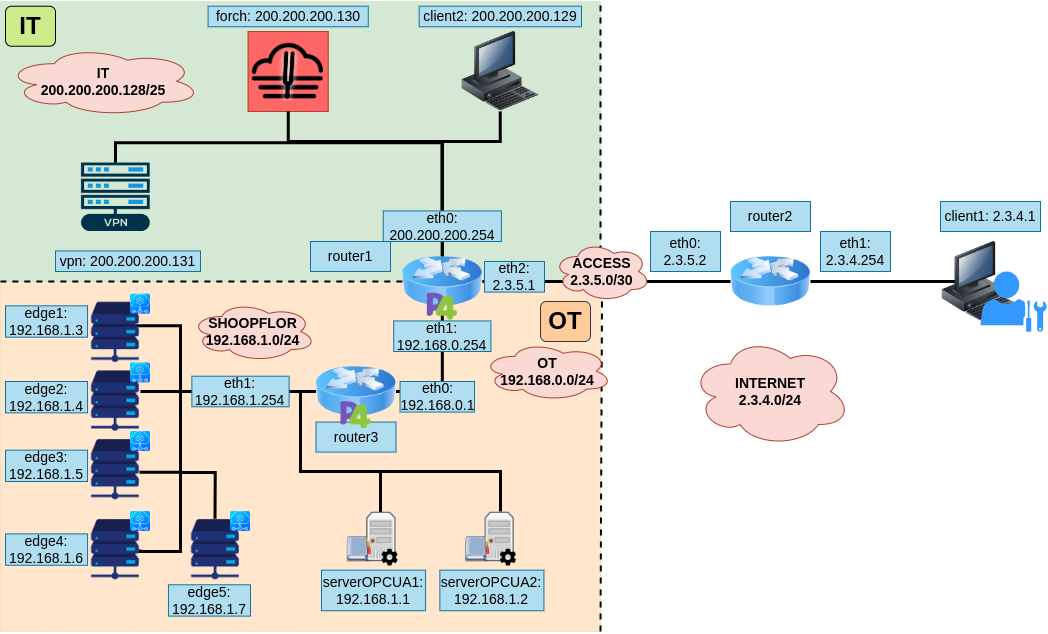 IT
forch: 200.200.200.130
client2: 200.200.200.129
IT
200.200.200.128/25
VPN
vpn: 200.200.200.131
eth0:
200.200.200.254
router1
eth2:
2.3.5.1
ACCESS
2.3.5.0/30
eth0:
2.3.5.2
router2
eth1:
2.3.4.254
client1: 2.3.4.1
P4
OT
eth1:
192.168.0.254
OT
192.168.0.0/24
INTERNET
2.3.4.0/24
SHOOPFLOR
192.168.1.0/24
edge1:
192.168.1.3
edge2:
192.168.1.4
edge3:
192.168.1.5
edge4:
192.168.1.6
edge5:
192.168.1.7
eth1:
192.168.1.254
eth0:
192.168.0.1
P4
router3
serverOPCUA1:
192.168.1.1
serverOPCUA2:
192.168.1.2